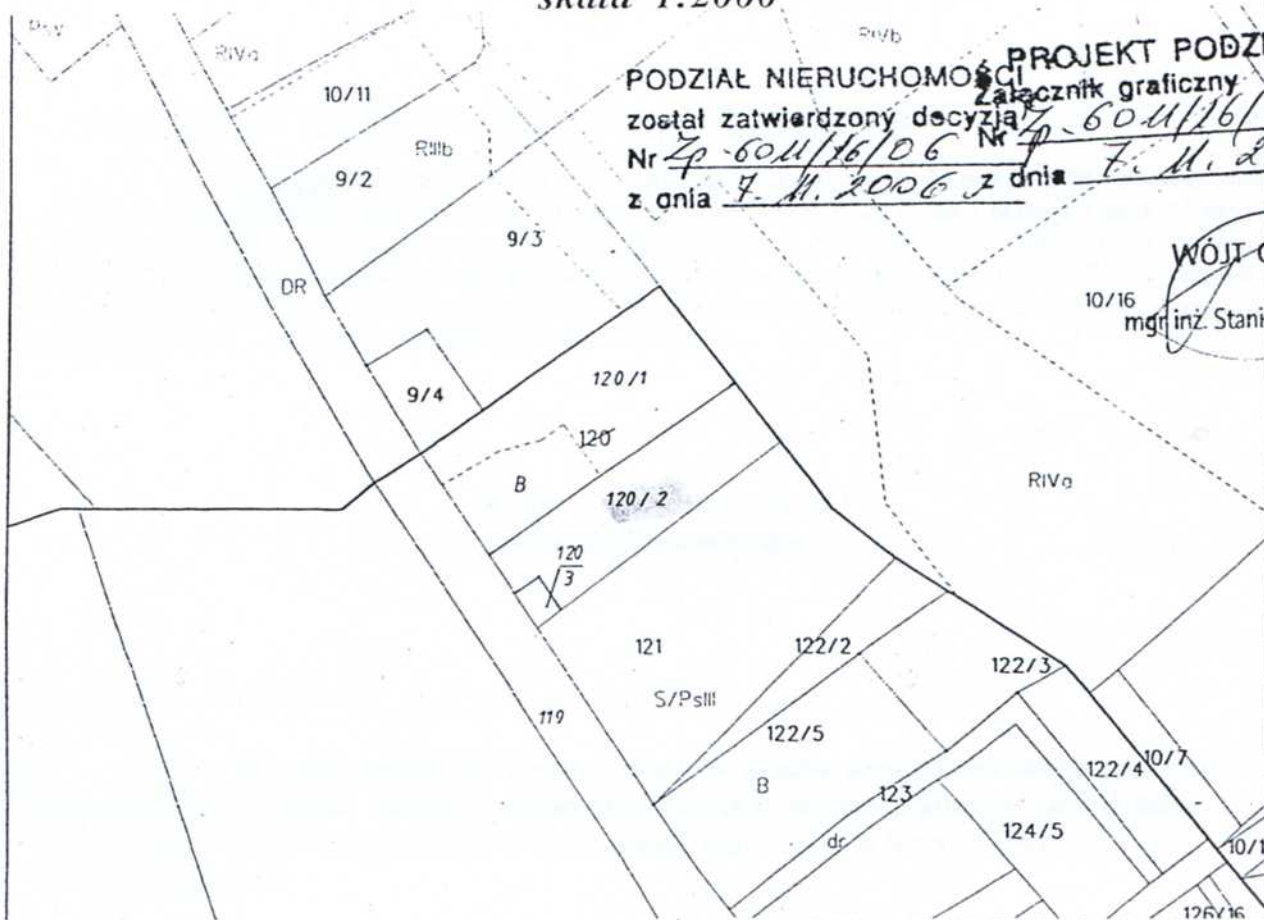 skala 1:2000
PsV
RIVa
RIVb
PROJEKT
PODZIAŁ NIERUCHOMOŚCI
Załącznik graficzny
został zatwierdzony decyzją
Nr Zp-6011/16/06
Nr Zp-6011/16/
z dnia 7. 11. 2006
z dnia 7. 11. 2
WÓJT
mgr inż.
10/11
RIIIb
9/2
9/3
DR
10/16
9/4
120/1
120
B
120/2
RIVa
120
3
121
122/2
122/3
S/PsIII
119
122/5
10/7
122/4
B
123
124/5
dr
126/16